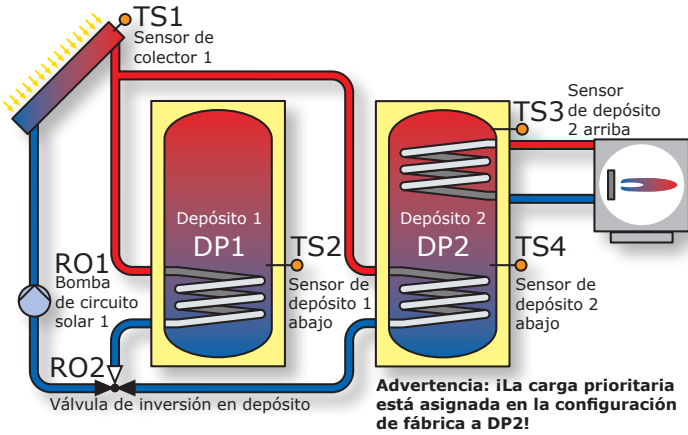 TS1
Sensor de
colector 1
Sensor
de depósito
2 arriba
TS3
Depósito 1
DP1
Depósito 2
DP2
TS2
Sensor de
depósito 1
abajo
TS4
Sensor de
depósito 2
abajo
RO1
Bomba
de circuito
solar 1
RO2
Válvula de inversión en depósito
Advertencia: ¡La carga prioritaria
está asignada en la configuración
de fábrica a DP2!